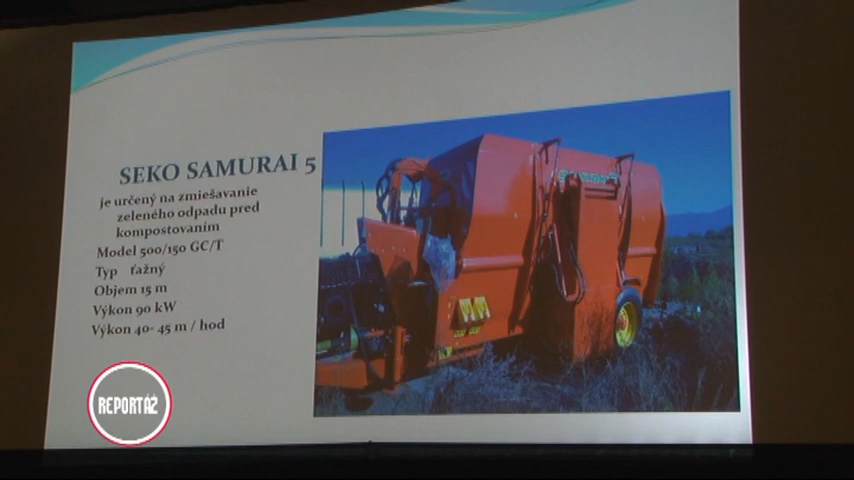 SEKO SAMURAI 5
je určený na zmiešavanie
zeleného odpadu pred
kompostovaním
Model 500/150 GC/T
Typ ťažný
Objem 15 m
Výkon 90 kW
Výkon 40- 45 m / hod
REPORTÁŽ